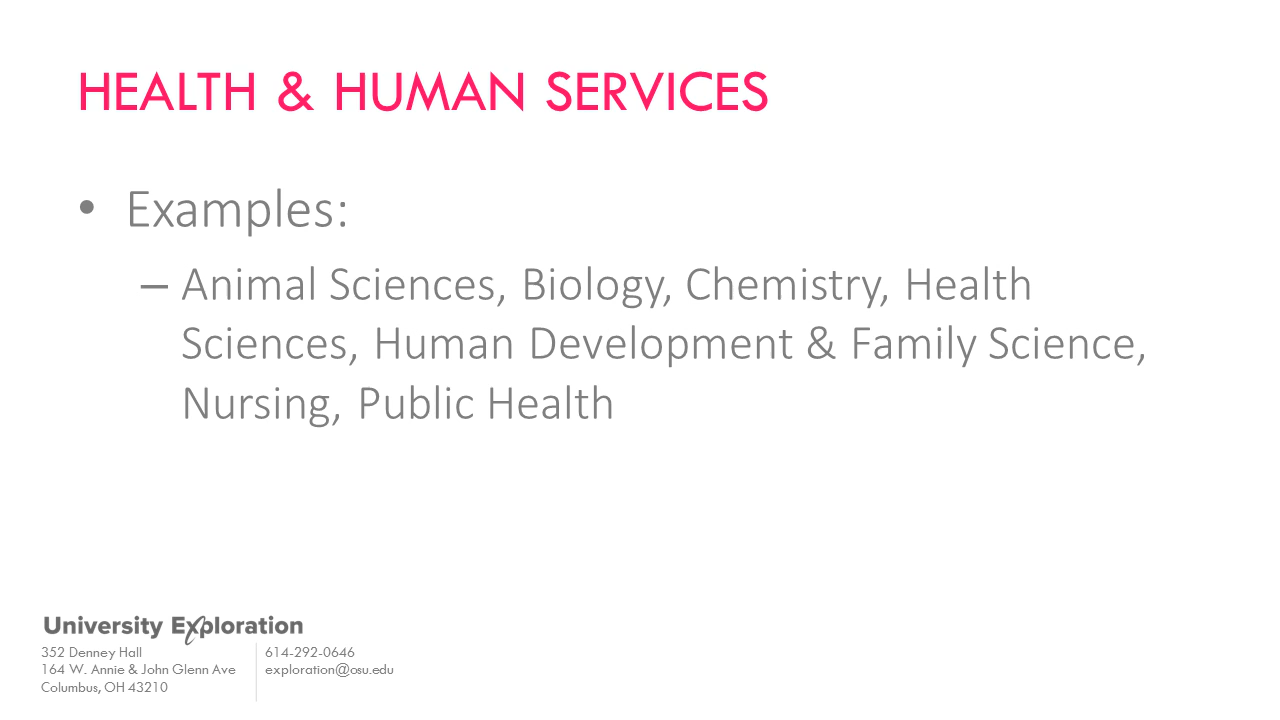 HEALTH & HUMAN SERVICES
• Examples:
– Animal Sciences, Biology, Chemistry, Health
Sciences, Human Development & Family Science,
Nursing, Public Health
University Exploration
352 Denney Hall
164 W. Annie & John Glenn Ave
Columbus, OH 43210
614-292-0646
exploration@osu.edu